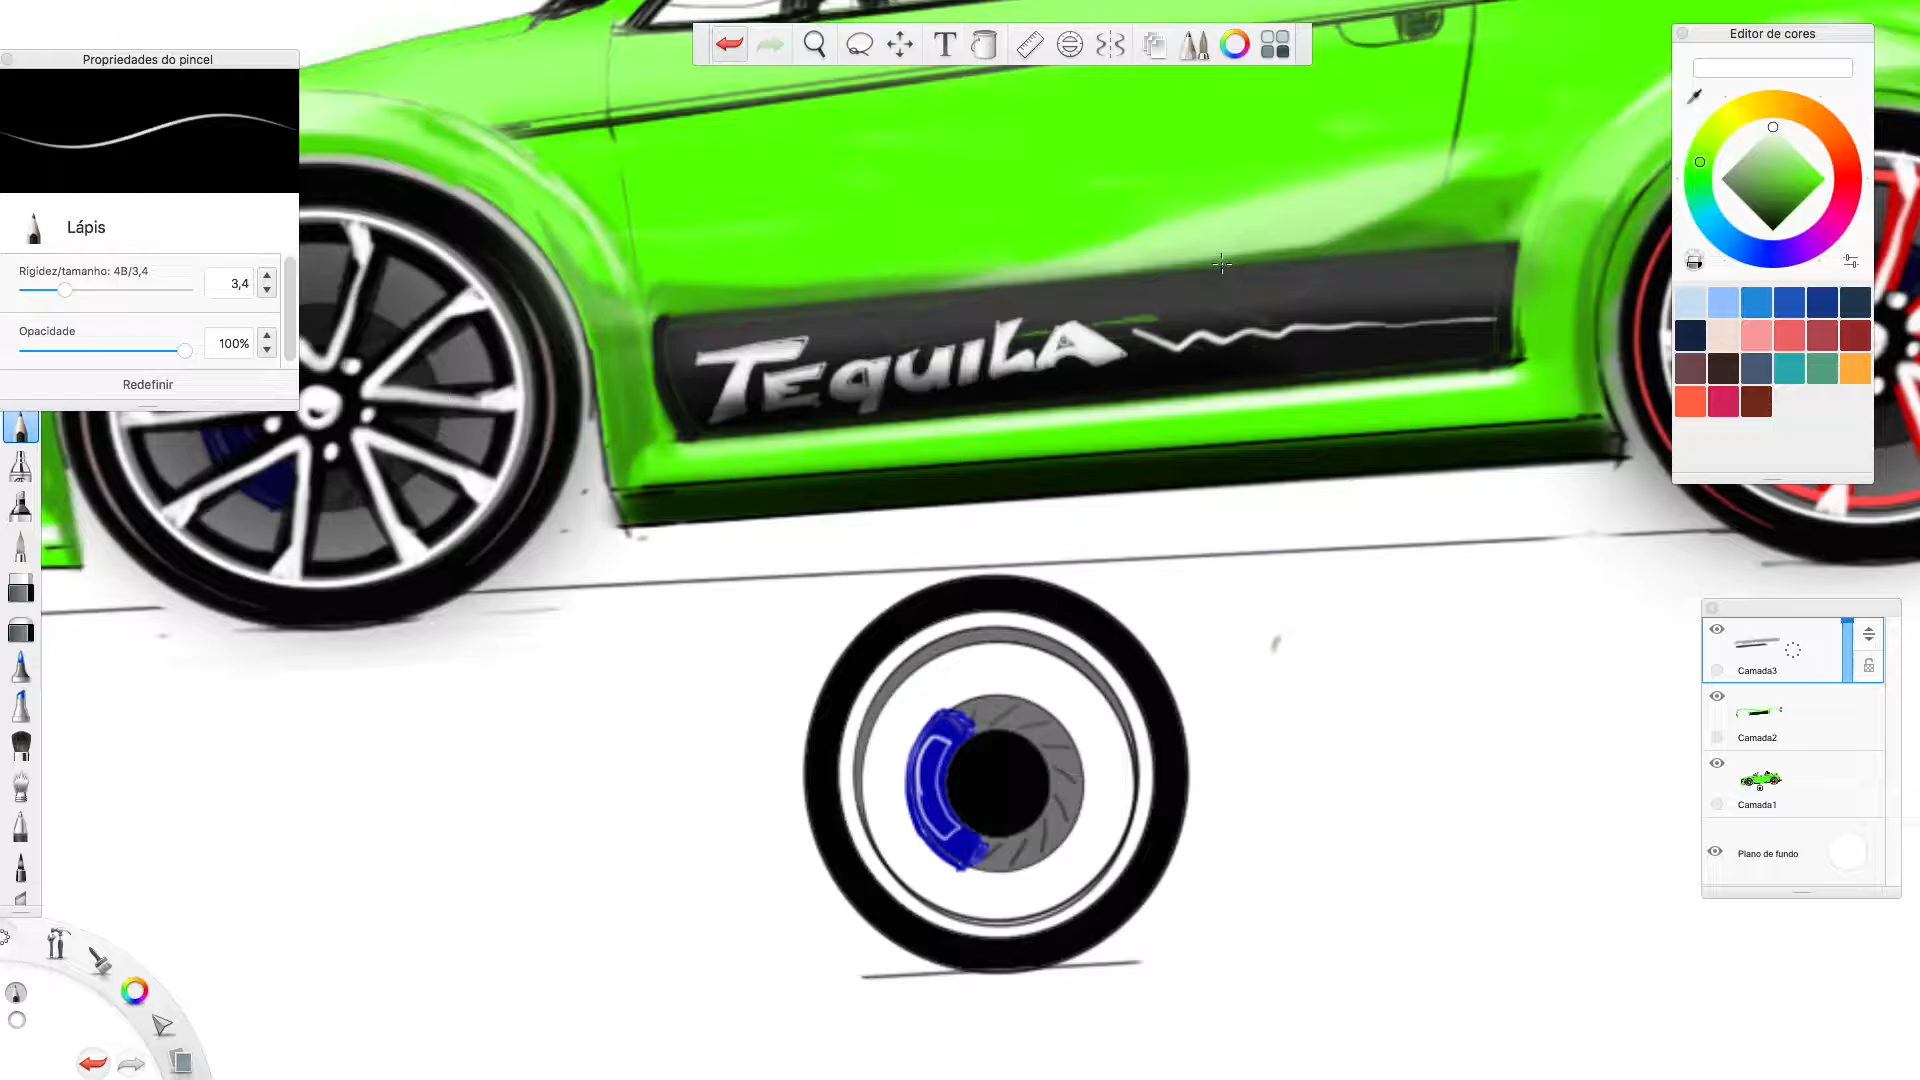 Propriedades do pincel
Lápis
Rigidez/tamanho: 4B/3,4
3,4
Opacidade
100%
Redefinir
T
TEQUILA
Editor de cores
Camada3
Camada2
Camada1
Plano de fundo